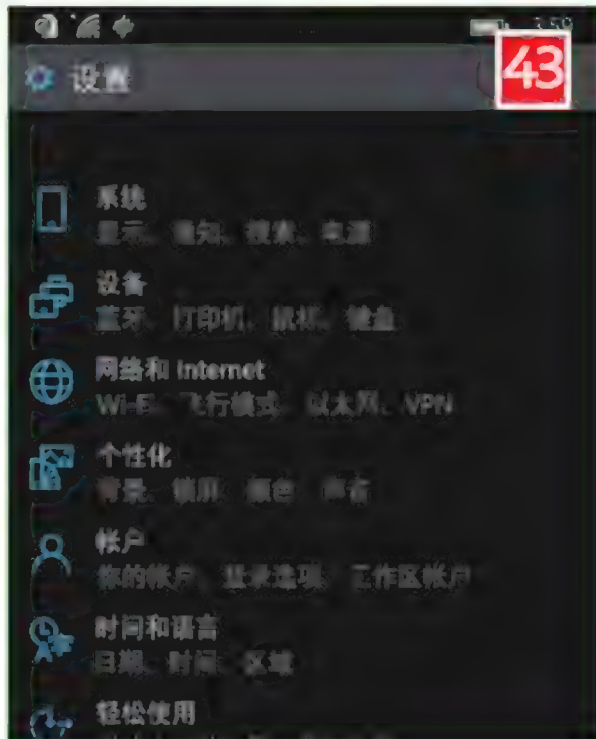 3:59
43
设置
系统
显示、通知、搜索、电源
设备
蓝牙、打印机、鼠标、键盘
网络和 Internet
Wi-Fi、飞行模式、以太网、VPN
个性化
背景、锁屏、颜色、声音
帐户
你的帐户、登录选项、工作区帐户
时间和语言
日期、时间、区域
轻松使用